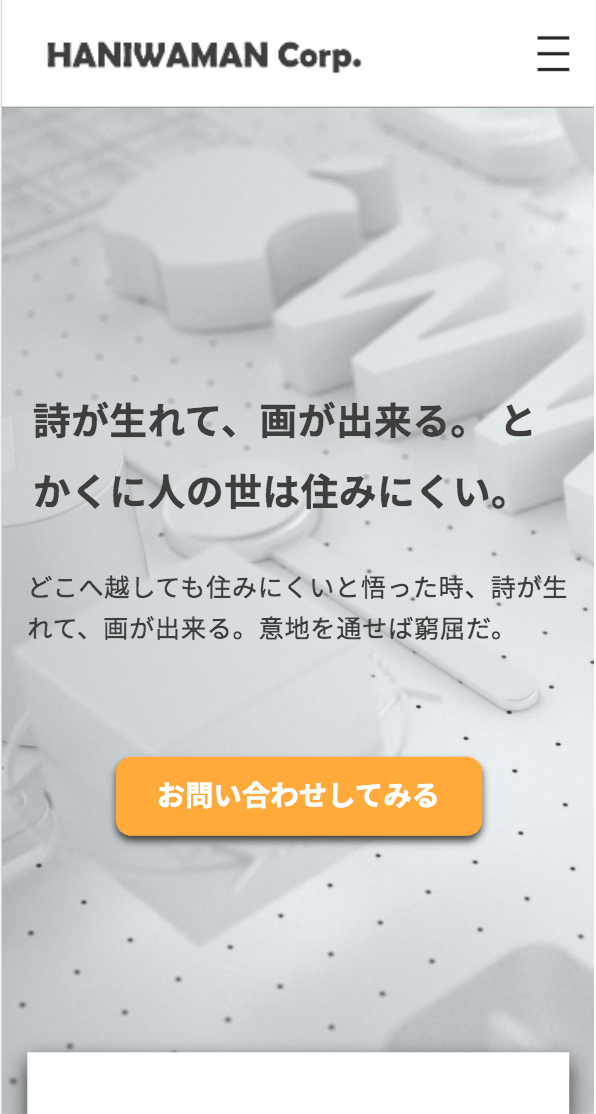 HANIWAMAN Corp.
詩が生れて、画が出来る。 と
かくに人の世は住みにくい。
どこへ越しても住みにくいと悟った時、詩が生
れて、画が出来る。意地を通せば窮屈だ。
お問い合わせしてみる